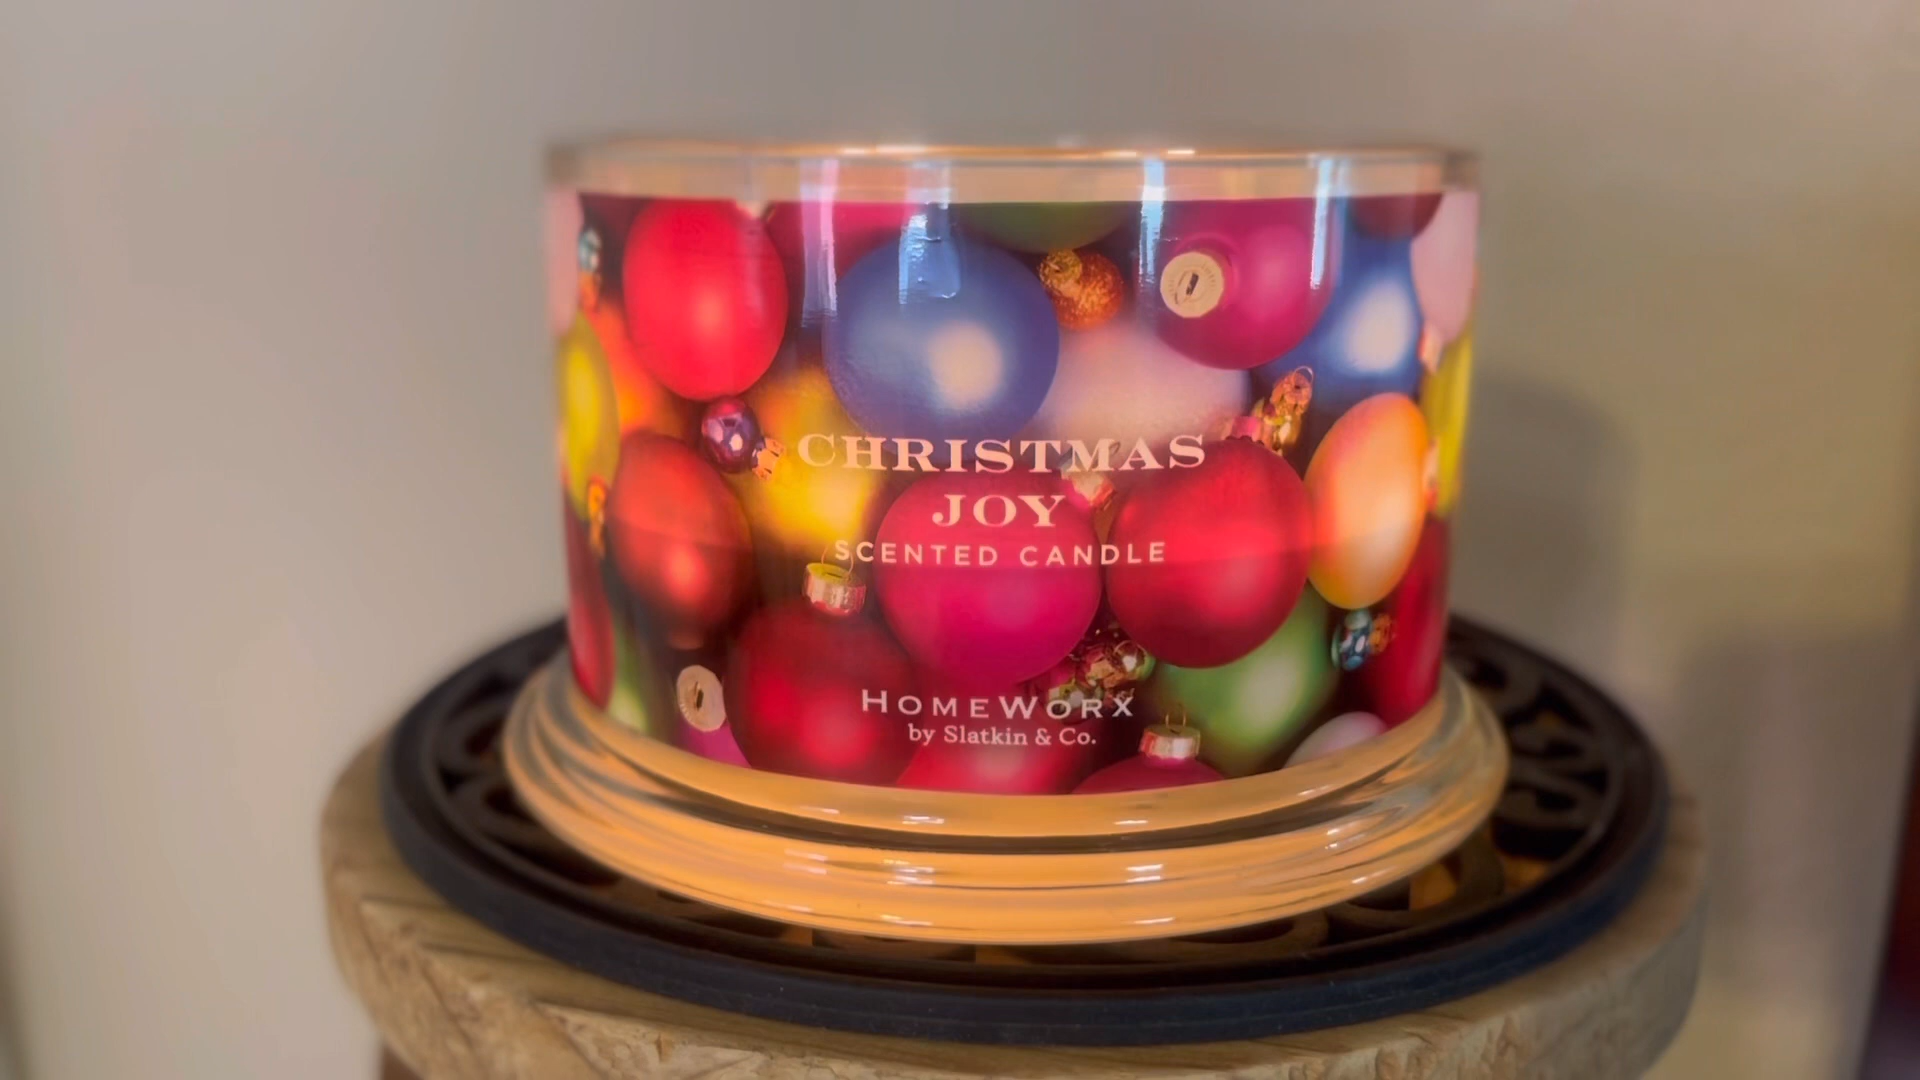 CHRISTMAS
JOY
SCENTED CANDLE
HOMEWORX
by Slatkin & Co.